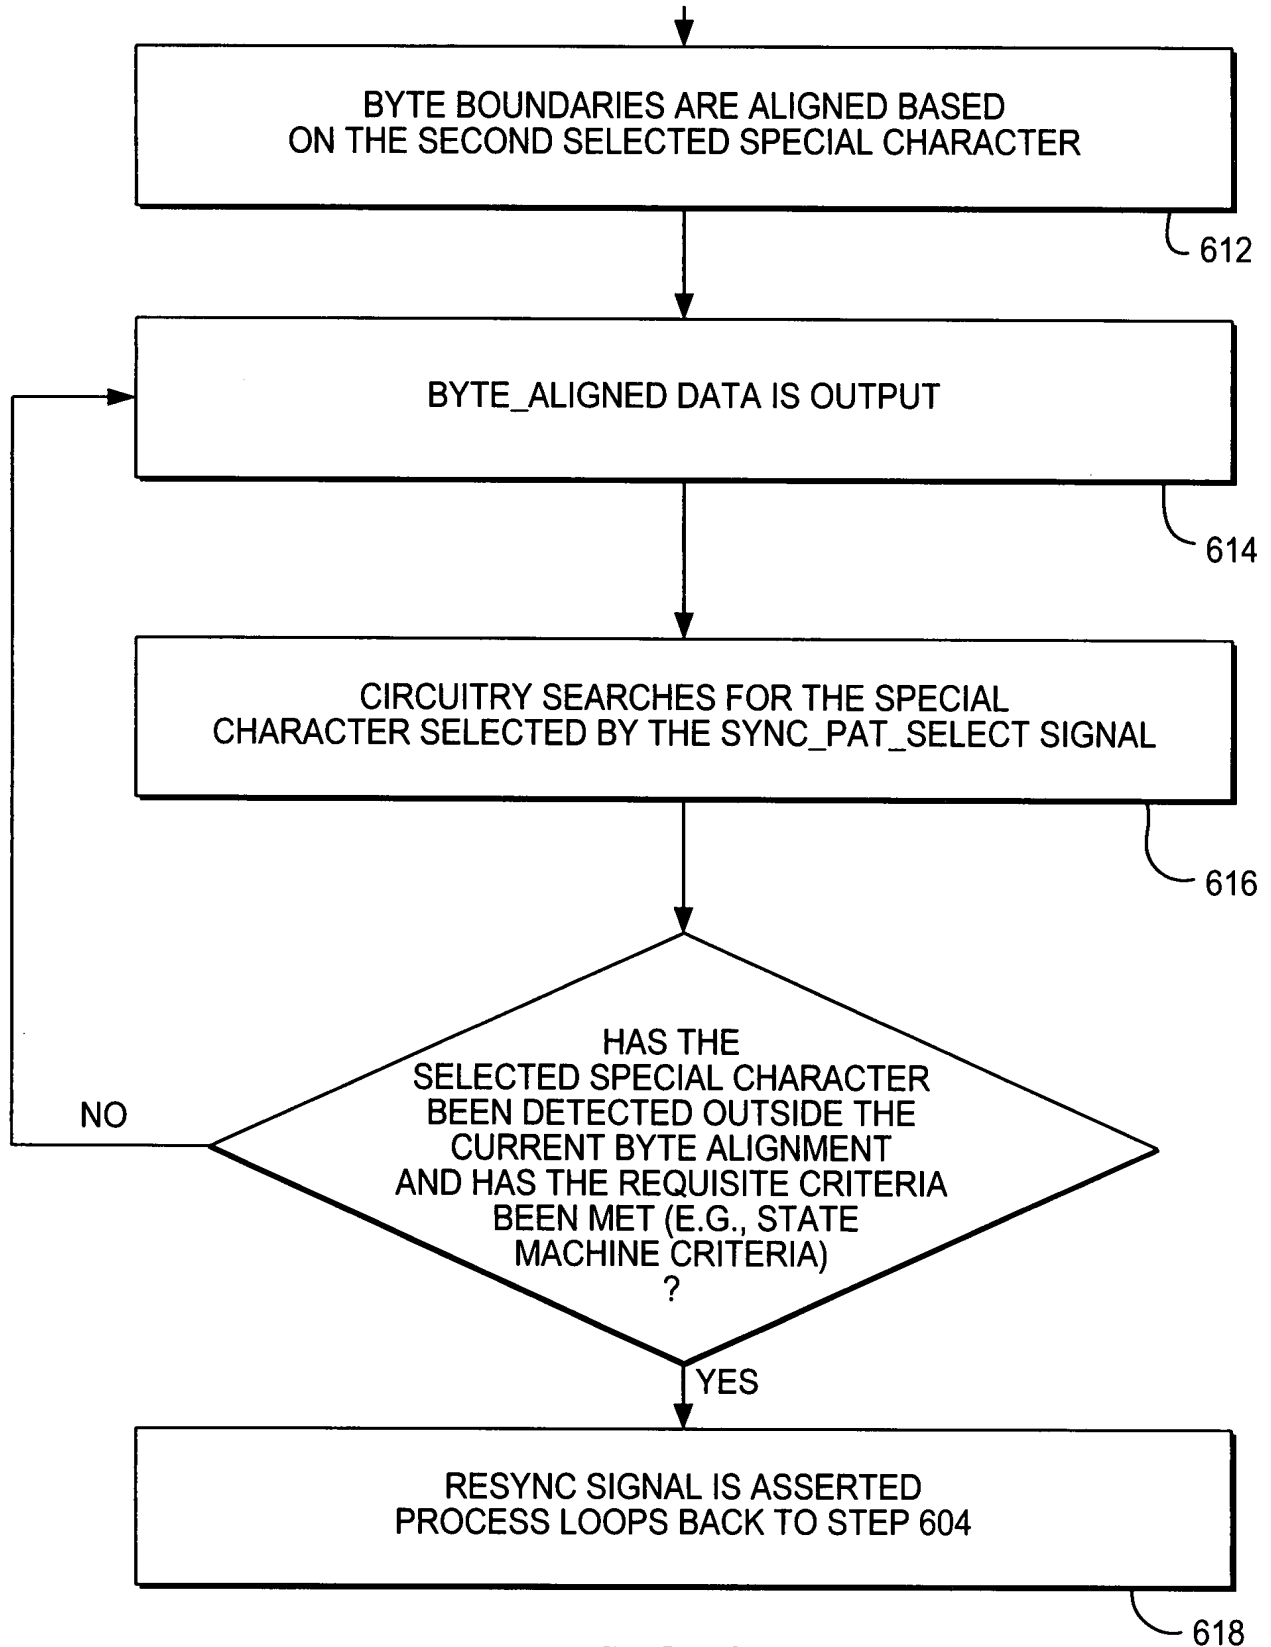 BYTE BOUNDARIES ARE ALIGNED BASED
ON THE SECOND SELECTED SPECIAL CHARACTER
612
BYTE_ALIGNED DATA IS OUTPUT
614
CIRCUITRY SEARCHES FOR THE SPECIAL
CHARACTER SELECTED BY THE SYNC_PAT_SELECT SIGNAL
616
HAS THE
SELECTED SPECIAL CHARACTER
BEEN DETECTED OUTSIDE THE
CURRENT BYTE ALIGNMENT
AND HAS THE REQUISITE CRITERIA
BEEN MET (E.G., STATE
MACHINE CRITERIA)
?
NO
YES
RESYNC SIGNAL IS ASSERTED
PROCESS LOOPS BACK TO STEP 604
618